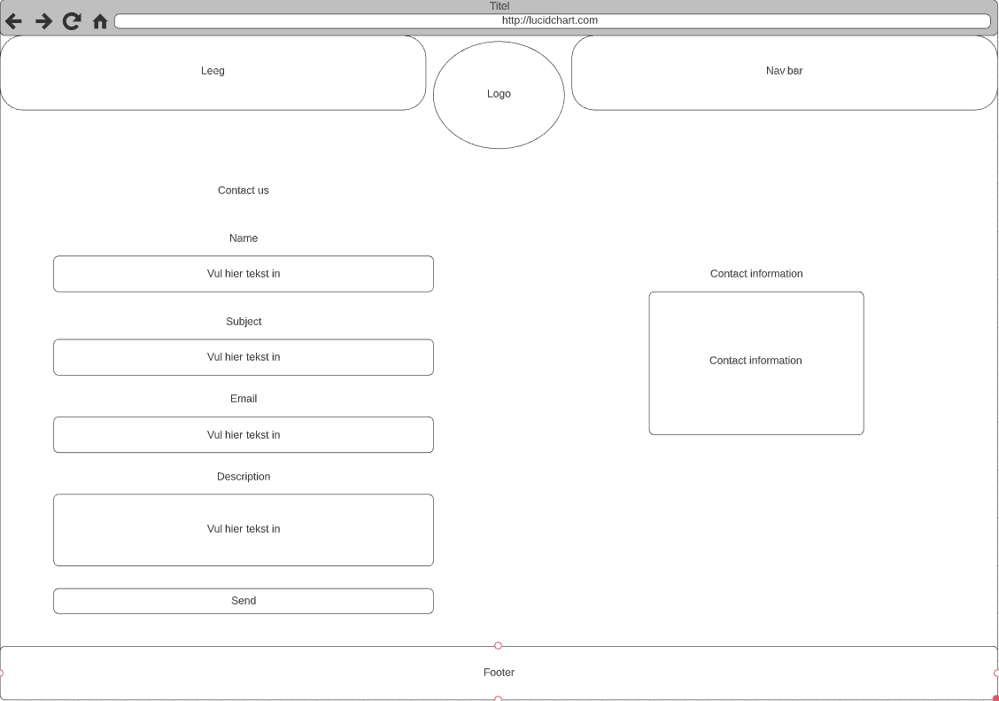 Titel
http://lucidchart.com
Leeg
Logo
Nav bar
Contact us
Name
Vul hier tekst in
Subject
Vul hier tekst in
Email
Vul hier tekst in
Description
Vul hier tekst in
Send
Contact information
Contact information
Footer